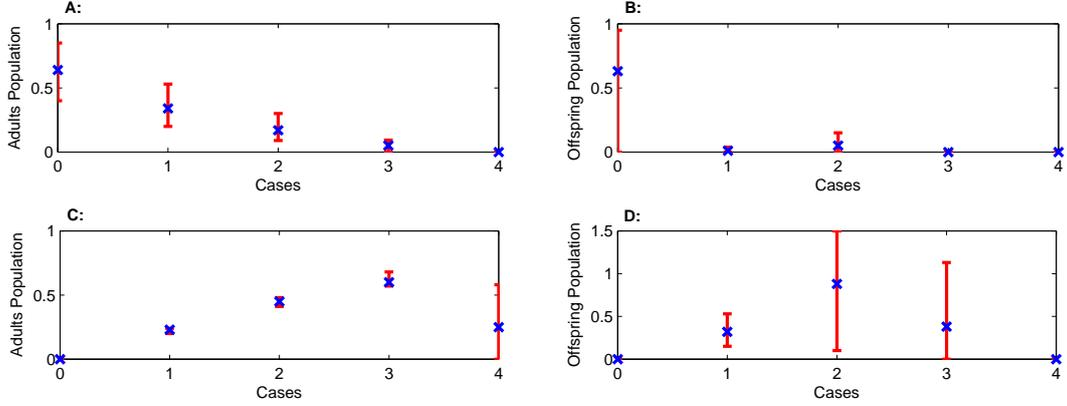 A:
Adults Population
1
0.5
0
0 1 2 3 4
Cases
B:
Offspring Population
1
0.5
0
0 1 2 3 4
Cases
C:
Adults Population
1
0.5
0
0 1 2 3 4
Cases
D:
Offspring Population
1.5
1
0.5
0
0 1 2 3 4
Cases